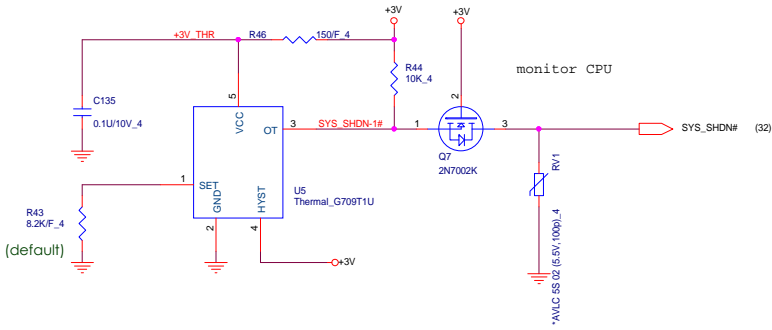 +3V
+3V
+3V_THR
R46
150/F_4
R44
10K_4
monitor CPU
C135
0.1U/10V_4
5
VCC
2
OT
3
SYS_SHDN-1#
1
3
SYS_SHDN#
(32)
Q7
2N7002K
RV1
1
SET
GND
HYST
U5
Thermal_G709T1U
R43
8.2K/F_4
2
4
(default)
+3V
*AVLC 5S 02 (5.5V,100p)_4